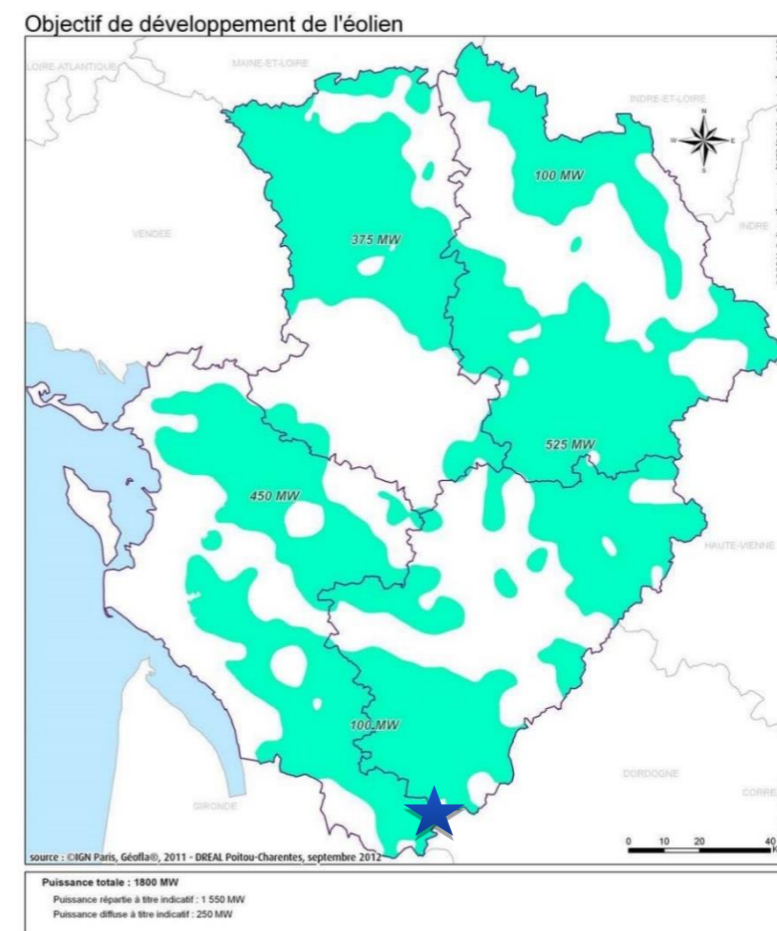 Objectif de développement de l'éolien
LOIRE-ATLANTIQUE
MAINE-ET-LOIRE
INDRE-ET-LOIRE
N
W
E
S
100 MW
VENDEE
375 MW
INDRE
525 MW
450 MW
HAUTE-VIENNE
100 MW
DORDOGNE
CORRE
GIRONDE
0 10 20 40
K
source : ©IGN Paris, Géofla®, 2011 - DREAL Poitou-Charentes, septembre 2012
Puissance totale : 1800 MW
Puissance répartie à titre indicatif : 1 550 MW
Puissance diffuse à titre indicatif : 250 MW